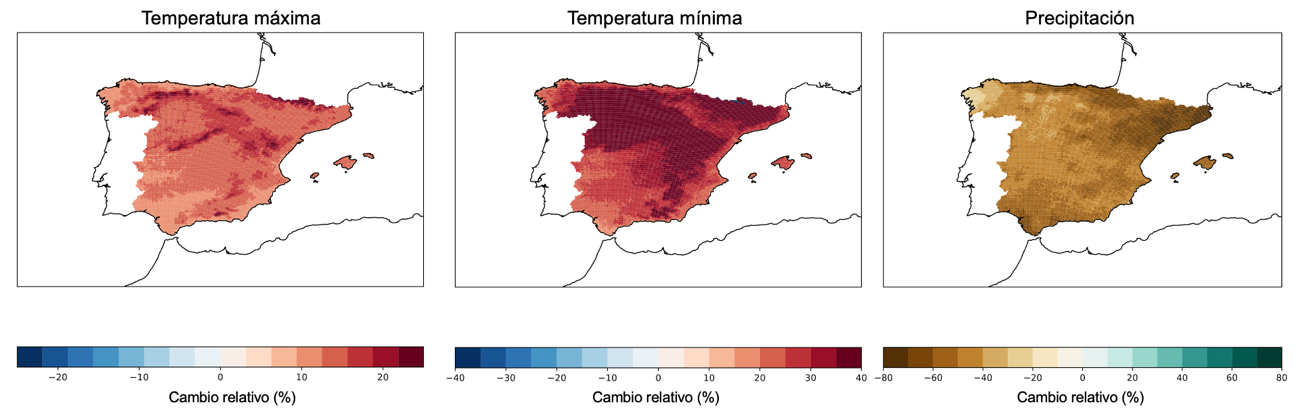 Temperatura máxima
Temperatura mínima
Precipitación
−20 −10 0 10 20
−40 −30 −20 −10 0 10 20 30 40
−80 −60 −40 −20 0 20 40 60 80
Cambio relativo (%)
Cambio relativo (%)
Cambio relativo (%)